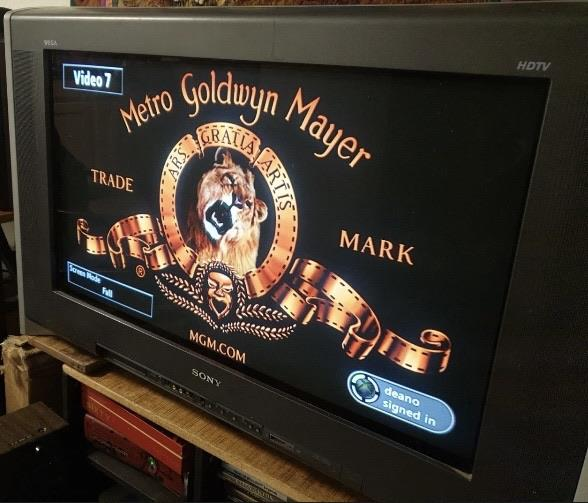 WEGA
HDTV
Video 7
Metro Goldwyn Mayer
ARS GRATIA ARTIS
TRADE
MARK
®
Screen Mode
Full
MGM.COM
deano
signed in
SONY